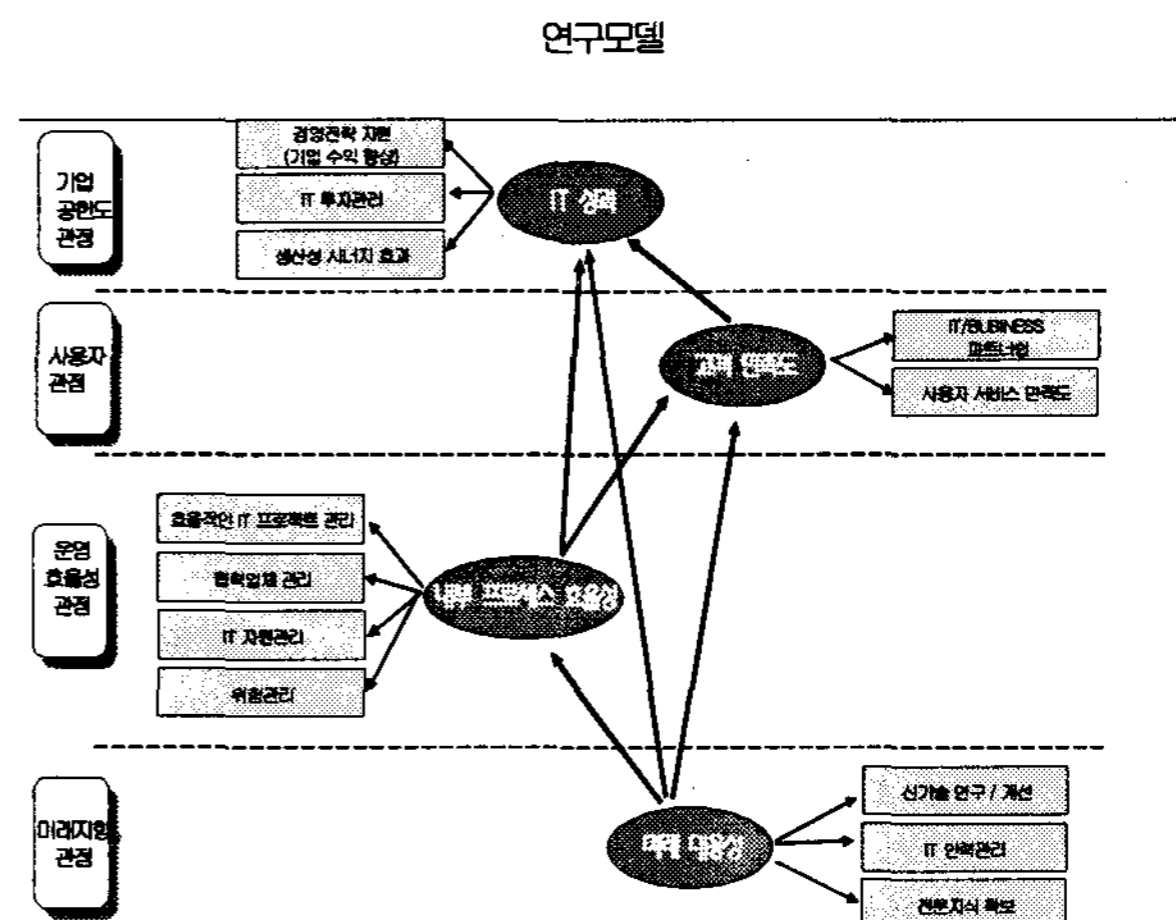 연구모델
기업
공헌도
관점
경영전략 지원
(기업 수익 향상)
IT 투자관리
생산성 시너지 효과
IT 성과
사용자
관점
고객 만족도
IT/BUSINESS
파트너쉽
사용자 서비스 만족도
운영
효율성
관점
효율적인 IT 프로젝트 관리
협력업체 관리
IT 자원관리
위험관리
내부 프로세스 효율성
미래지향
관점
미래 대응성
신기술 연구 / 개선
IT 인력관리
전문지식 확보